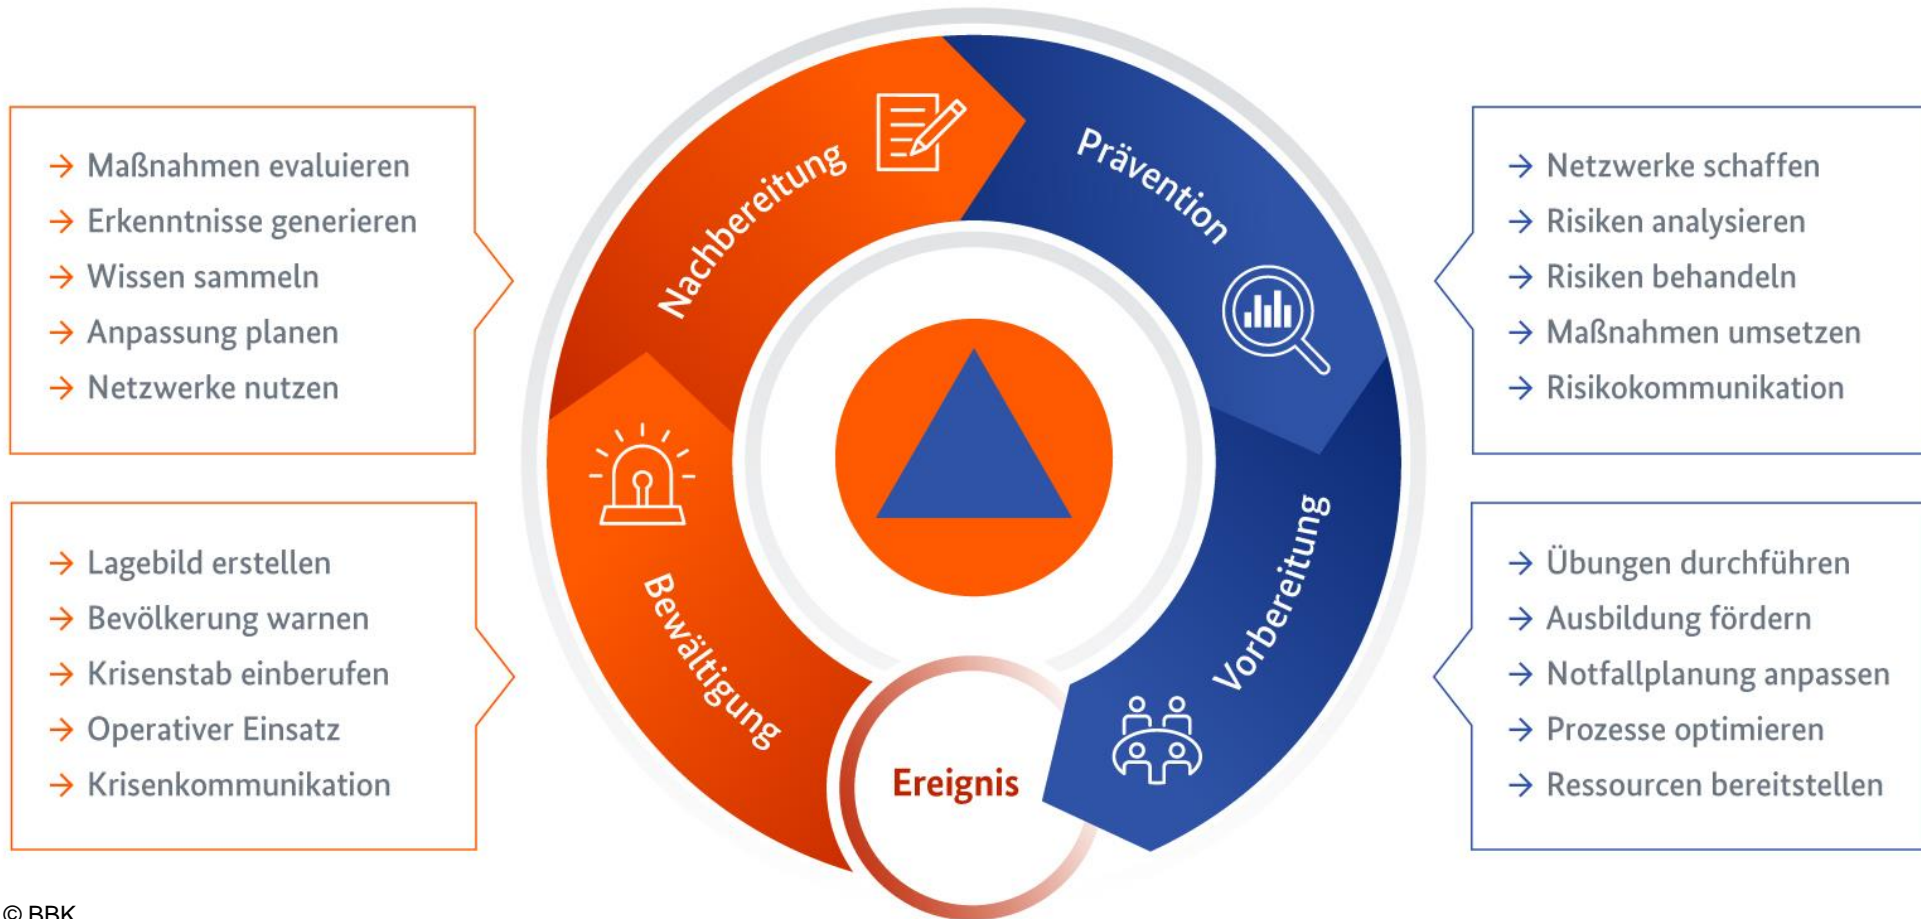 → Maßnahmen evaluieren
→ Erkenntnisse generieren
→ Wissen sammeln
→ Anpassung planen
→ Netzwerke nutzen
→ Lagebild erstellen
→ Bevölkerung warnen
→ Krisenstab einberufen
→ Operativer Einsatz
→ Krisenkommunikation
Nachbereitung
Prävention
Bewältigung
Vorbereitung
Ereignis
→ Netzwerke schaffen
→ Risiken analysieren
→ Risiken behandeln
→ Maßnahmen umsetzen
→ Risikokommunikation
→ Übungen durchführen
→ Ausbildung fördern
→ Notfallplanung anpassen
→ Prozesse optimieren
→ Ressourcen bereitstellen
© BBK